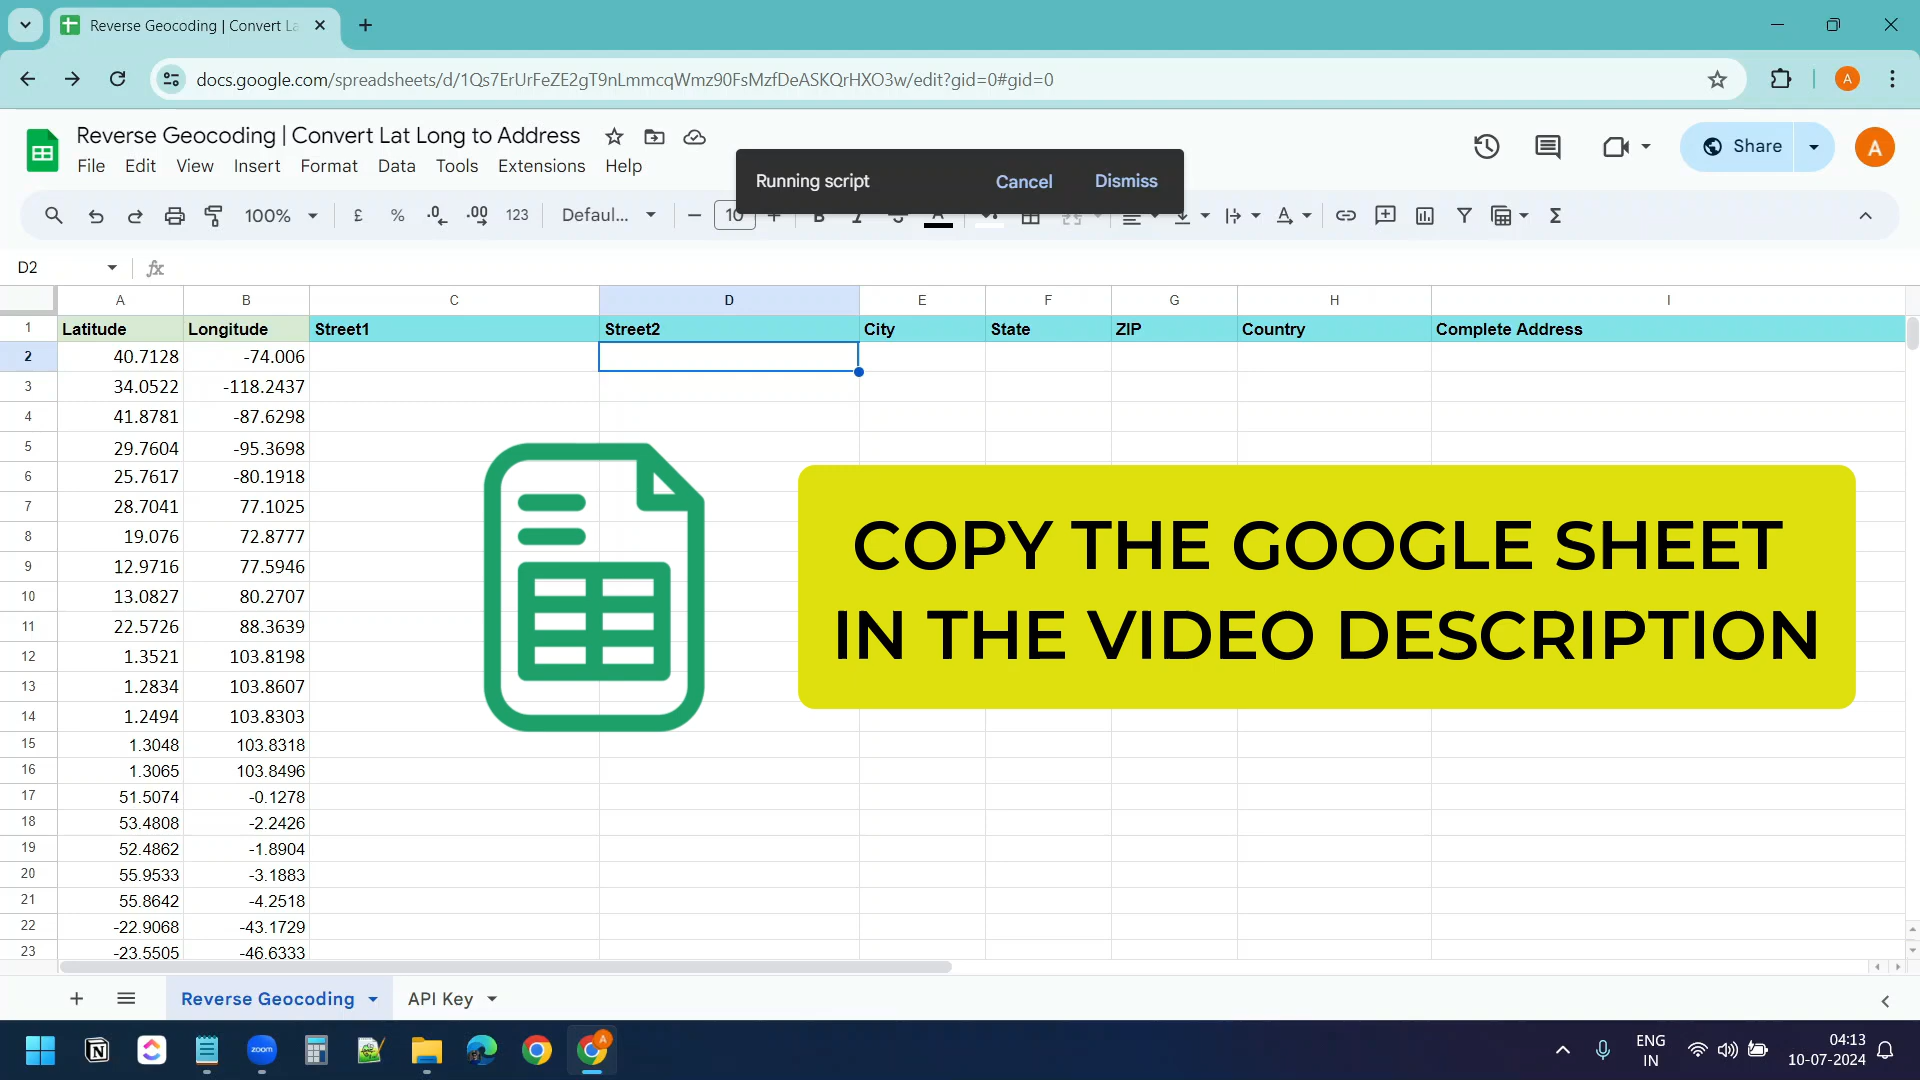 Reverse Geocoding | Convert La
docs.google.com/spreadsheets/d/1Qs7ErUrFeZE2gT9nLmmcqWmz90FsMzfDeASKQrHXO3w/edit?gid=0#gid=0
A
Reverse Geocoding | Convert Lat Long to Address
File Edit View Insert Format Data Tools Extensions Help
Running script Cancel Dismiss
Share
A
100% £ % .0 .00 123 Defaul... 10 B I S A
D2 fx
A B C D E F G H I
1 Latitude Longitude Street1 Street2 City State ZIP Country Complete Address
2 40.7128 -74.006
3 34.0522 -118.2437
4 41.8781 -87.6298
5 29.7604 -95.3698
6 25.7617 -80.1918
7 28.7041 77.1025
8 19.076 72.8777
9 12.9716 77.5946
10 13.0827 80.2707
11 22.5726 88.3639
12 1.3521 103.8198
13 1.2834 103.8607
14 1.2494 103.8303
15 1.3048 103.8318
16 1.3065 103.8496
17 51.5074 -0.1278
18 53.4808 -2.2426
19 52.4862 -1.8904
20 55.9533 -3.1883
21 55.8642 -4.2518
22 -22.9068 -43.1729
23 -23.5505 -46.6333
COPY THE GOOGLE SHEET
IN THE VIDEO DESCRIPTION
Reverse Geocoding API Key
zoom
A
ENG
IN
04:13
10-07-2024